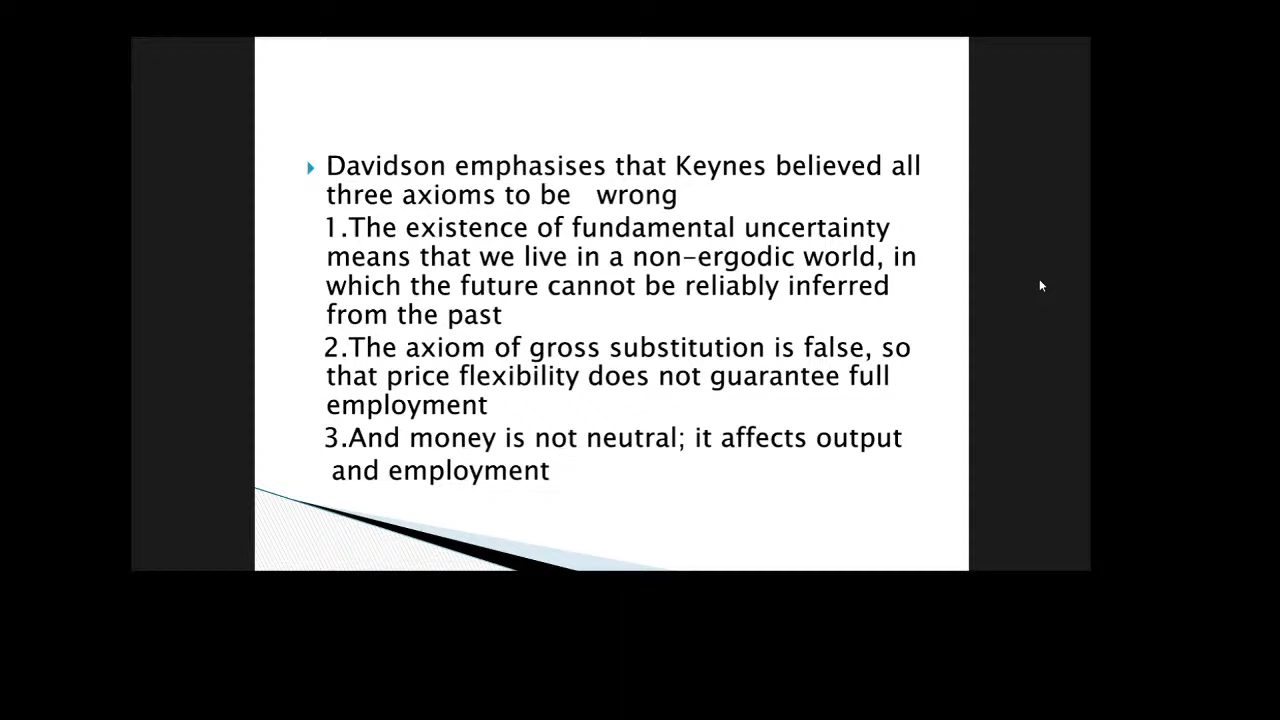 Davidson emphasises that Keynes believed all
three axioms to be   wrong
1.The existence of fundamental uncertainty
means that we live in a non-ergodic world, in
which the future cannot be reliably inferred
from the past
2.The axiom of gross substitution is false, so
that price flexibility does not guarantee full
employment
3.And money is not neutral; it affects output
and employment